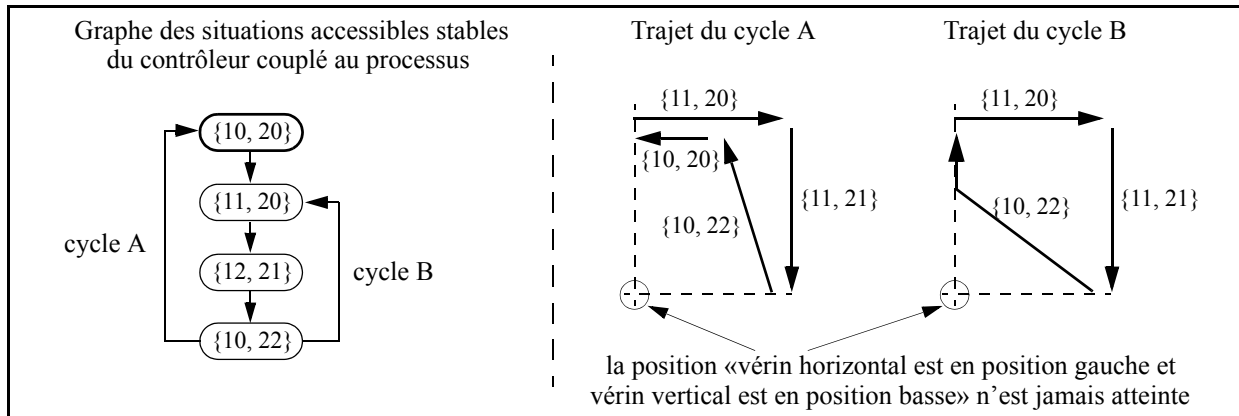 Graphe des situations accessibles stables
du contrôleur couplé au processus
{10, 20}
{11, 20}
cycle A
{12, 21}
cycle B
{10, 22}
Trajet du cycle A
{11, 20}
{10, 20}
{11, 21}
{10, 22}
Trajet du cycle B
{11, 20}
{10, 22}
{11, 21}
la position «vérin horizontal est en position gauche et
vérin vertical est en position basse» n’est jamais atteinte